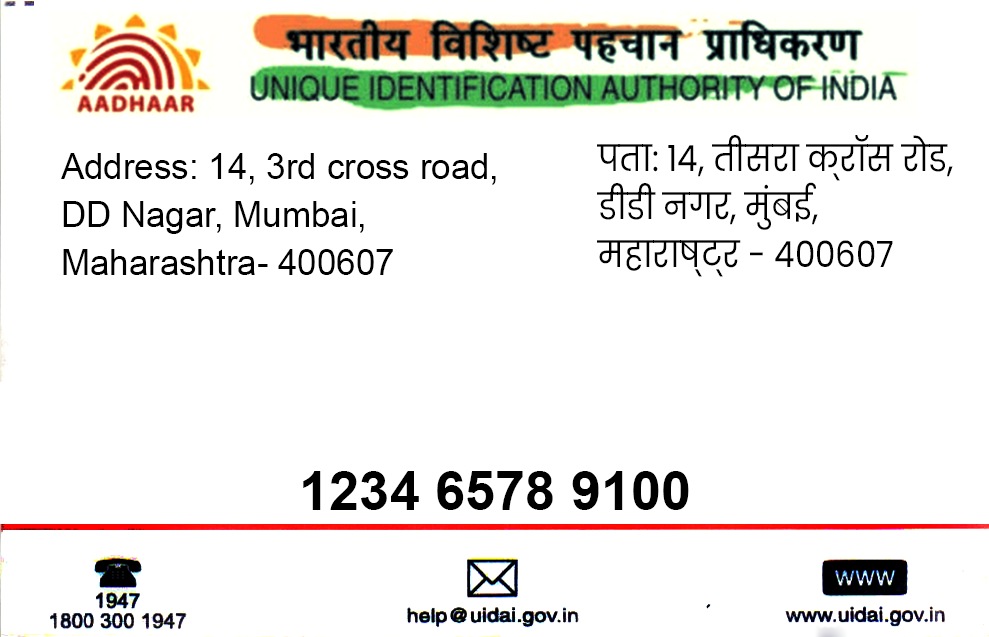 भारतीय विशिष्ट पहचान प्राधिकरण
AADHAAR
UNIQUE IDENTIFICATION AUTHORITY OF INDIA
Address: 14, 3rd cross road,
DD Nagar, Mumbai,
Maharashtra- 400607
पता: 14, तीसरा क्रॉस रोड,
डीडी नगर, मुंबई,
महाराष्ट्र - 400607
1234 6578 9100
1947
1800 300 1947
help@uidai.gov.in
WWW
www.uidai.gov.in